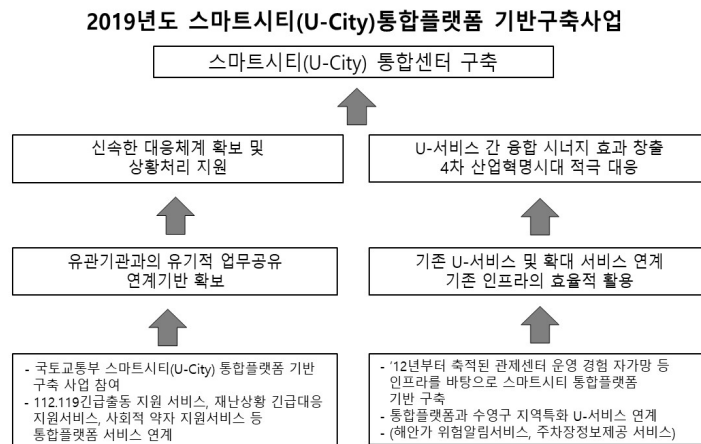 2019년도 스마트시티(U-City)통합플랫폼 기반구축사업
스마트시티(U-City) 통합센터 구축
신속한 대응체계 확보 및
상황처리 지원
U-서비스 간 융합 시너지 효과 창출
4차 산업혁명시대 적극 대응
유관기관과의 유기적 업무공유
연계기반 확보
기존 U-서비스 및 확대 서비스 연계
기존 인프라의 효율적 활용
- 국토교통부 스마트시티(U-City) 통합플랫폼 기반
구축 사업 참여
- 112.119긴급출동 지원 서비스, 재난상황 긴급대응
지원서비스, 사회적 약자 지원서비스 등
통합플랫폼 서비스 연계
- '12년부터 축적된 관제센터 운영 경험 자가망 등
인프라를 바탕으로 스마트시티 통합플랫폼
기반 구축
- 통합플랫폼과 수영구 지역특화 U-서비스 연계
- (해안가 위험알림서비스, 주차장정보제공 서비스)